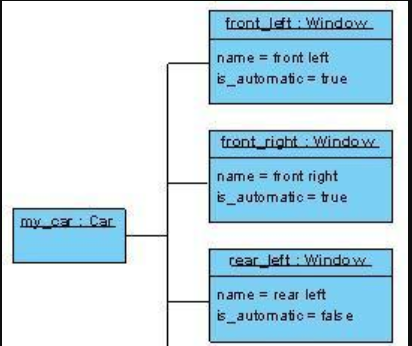 front_left : Window
name = front left
is_automatic = true
front_right : Window
name = front right
is_automatic = true
my_car : Car
rear_left : Window
name = rear left
is_automatic = false